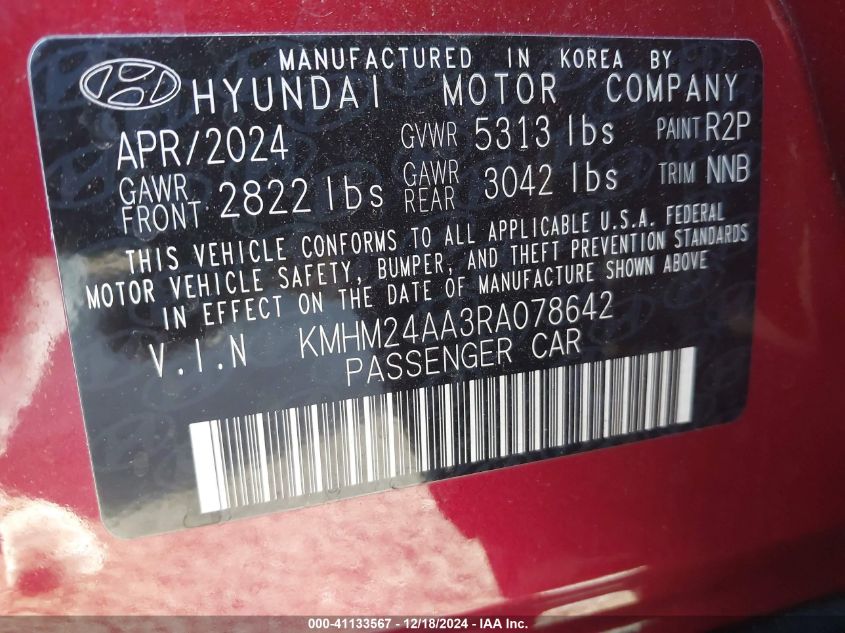 MANUFACTURED IN KOREA BY
HYUNDAI MOTOR COMPANY
APR/2024 GVWR 5313 lbs PAINT R2P
GAWR FRONT 2822 lbs GAWR REAR 3042 lbs TRIM NNB
THIS VEHICLE CONFORMS TO ALL APPLICABLE U.S.A. FEDERAL
MOTOR VEHICLE SAFETY, BUMPER, AND THEFT PREVENTION STANDARDS
IN EFFECT ON THE DATE OF MANUFACTURE SHOWN ABOVE
V.I.N KMHM24AA3RA078642
PASSENGER CAR
000-41133567 - 12/18/2024 - IAA Inc.